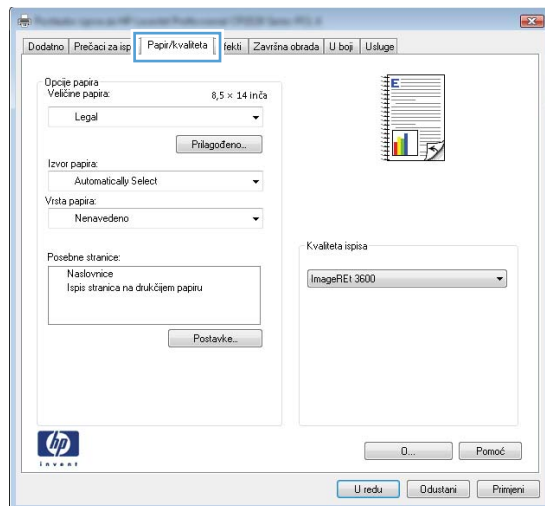 Dodatno Prečaci za isp Papir/kvaliteta fekti Završna obrada U boji Usluge
Opcije papira
Veličine papira: 8,5 × 14 inča
Legal
Prilagođeno...
Izvor papira:
Automatically Select
Vrsta papira:
Nenavedeno
Posebne stranice:
Naslovnice
Ispis stranica na drukčijem papiru
Postavke...
E
Kvaliteta ispisa
ImageREt 3600
hp
invent
O... Pomoć
U redu Odustani Primjeni